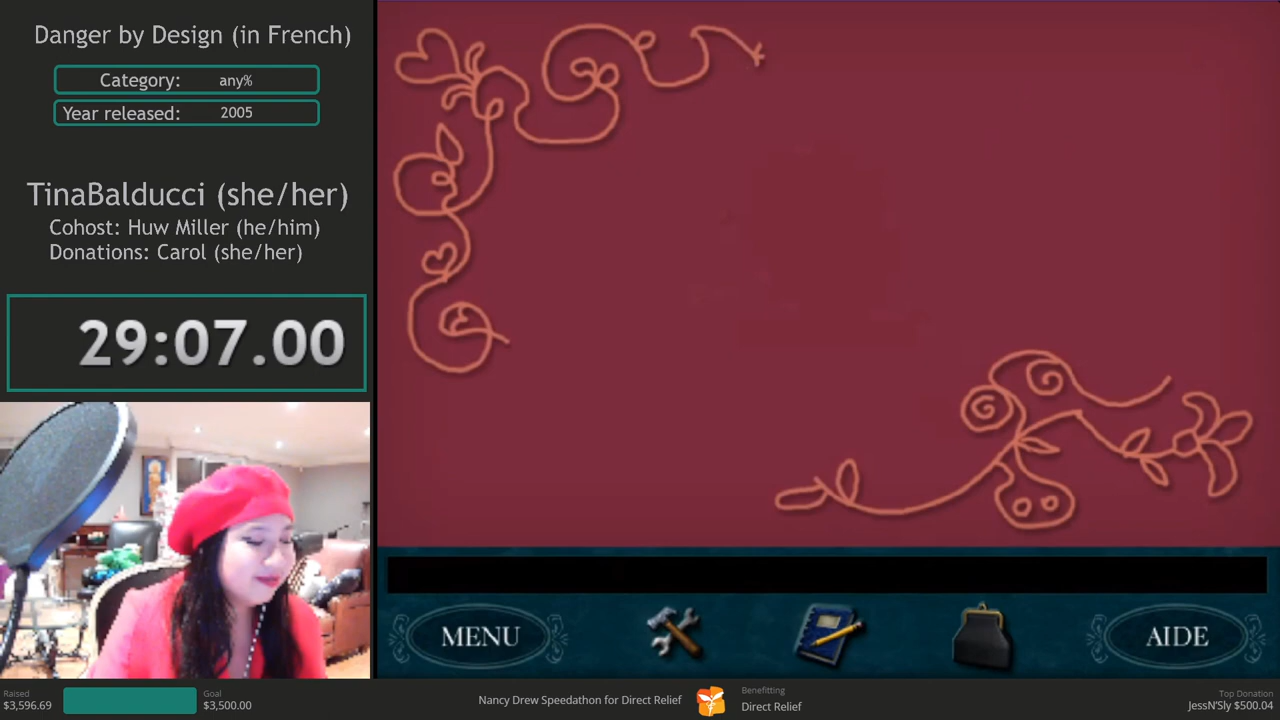 Danger by Design (in French)
Category: any%
Year released: 2005
TinaBalducci (she/her)
Cohost: Huw Miller (he/him)
Donations: Carol (she/her)
29:07.00
MENU
AIDE
Raised
$3,596.69
Goal
$3,500.00
Nancy Drew Speedathon for Direct Relief
Benefitting
Direct Relief
Top Donation
JessN'Sly $500.04